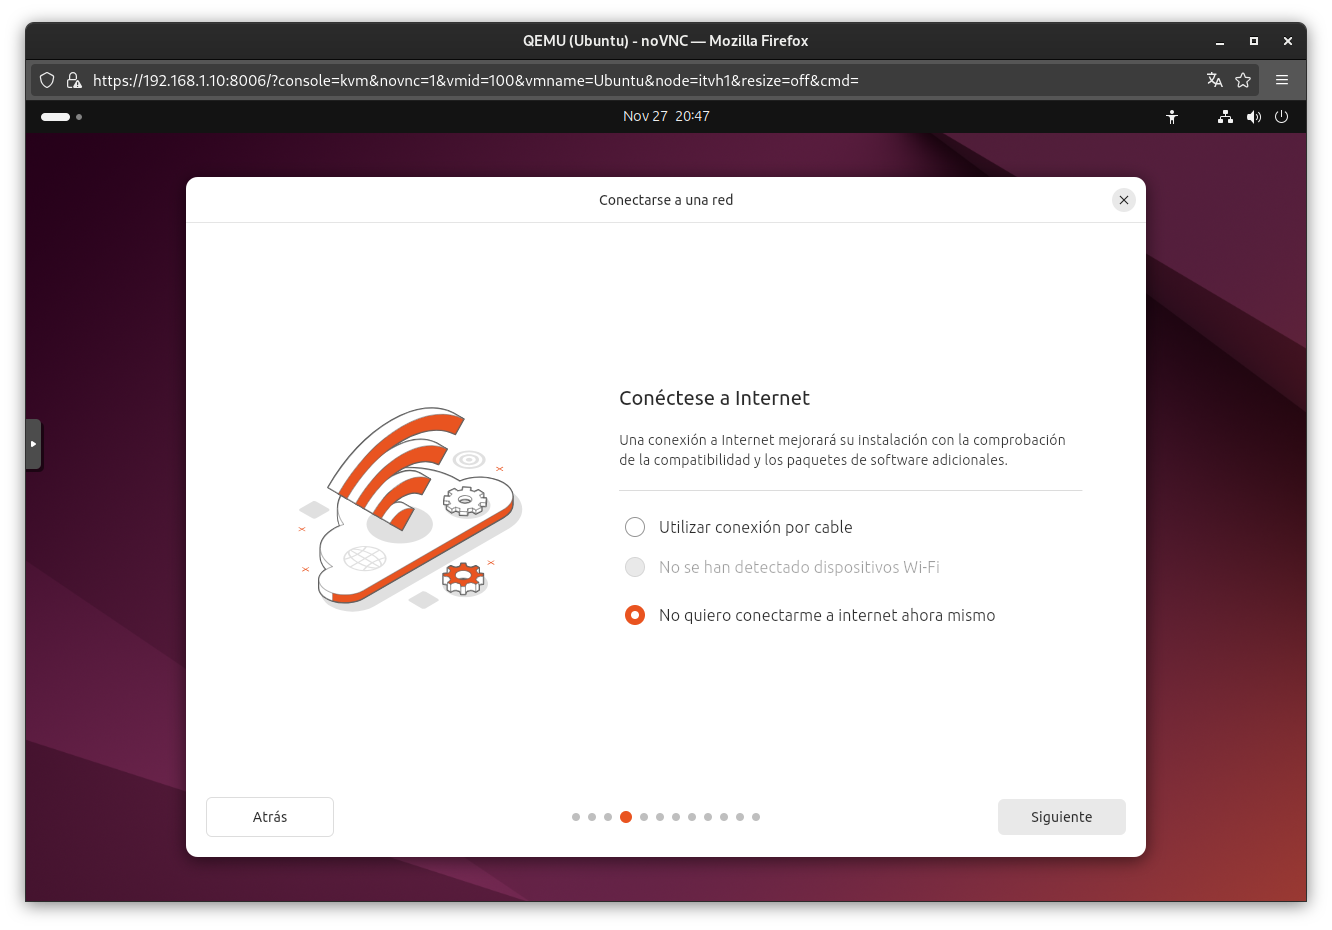 QEMU (Ubuntu) - noVNC — Mozilla Firefox
https://192.168.1.10:8006/?console=kvm&novnc=1&vmid=100&vmname=Ubuntu&node=itvh1&resize=off&cmd=
Nov 27 20:47
Conectarse a una red
Conéctese a Internet
Una conexión a Internet mejorará su instalación con la comprobación
de la compatibilidad y los paquetes de software adicionales.
Utilizar conexión por cable
No se han detectado dispositivos Wi-Fi
No quiero conectarme a internet ahora mismo
Atrás
Siguiente